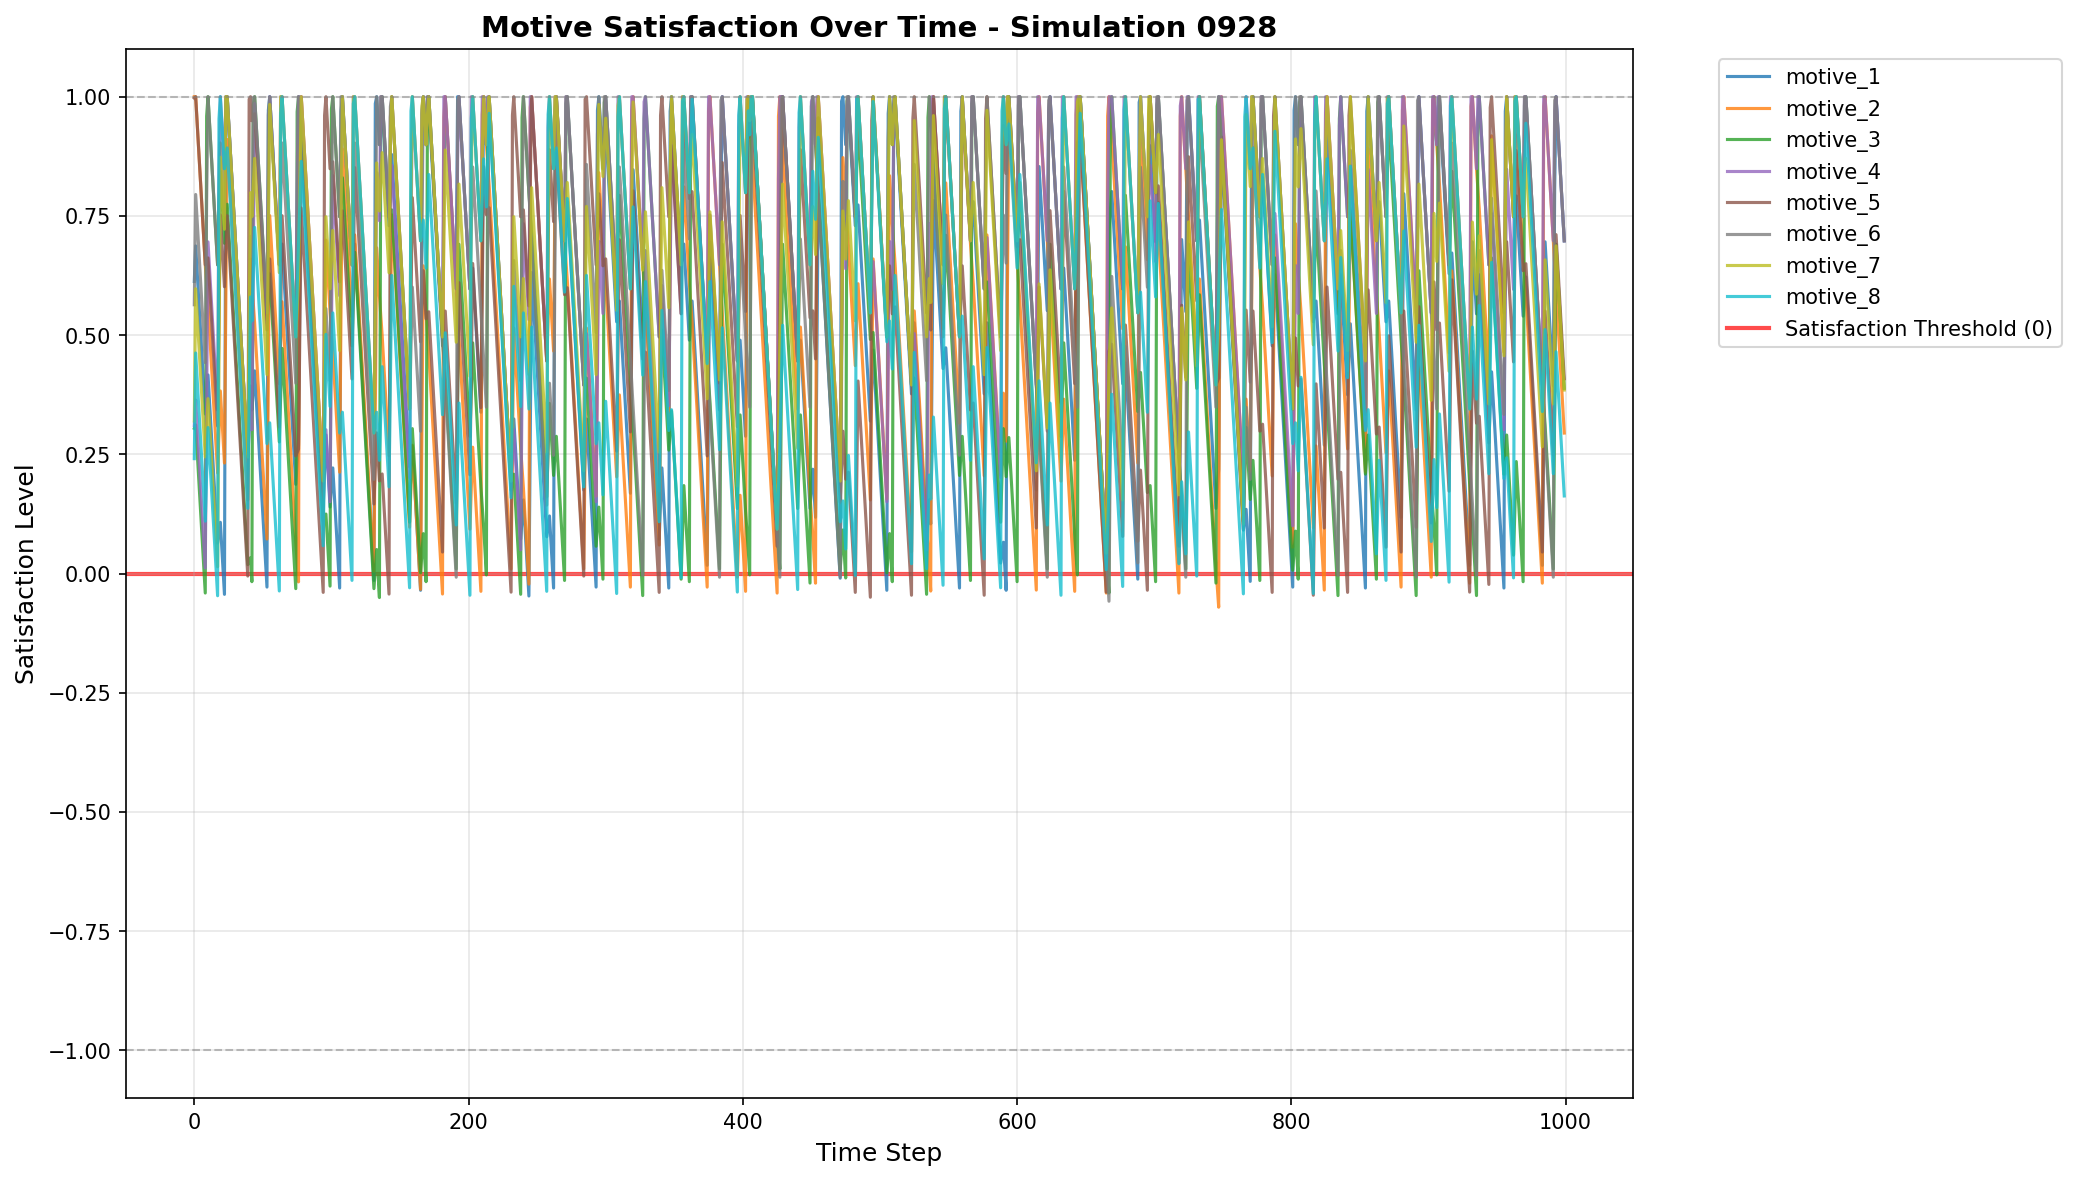 Motive Satisfaction Over Time - Simulation 0928
Satisfaction Level
1.00
0.75
0.50
0.25
0.00
−0.25
−0.50
−0.75
−1.00
0
200
400
600
800
1000
Time Step
motive_1
motive_2
motive_3
motive_4
motive_5
motive_6
motive_7
motive_8
Satisfaction Threshold (0)